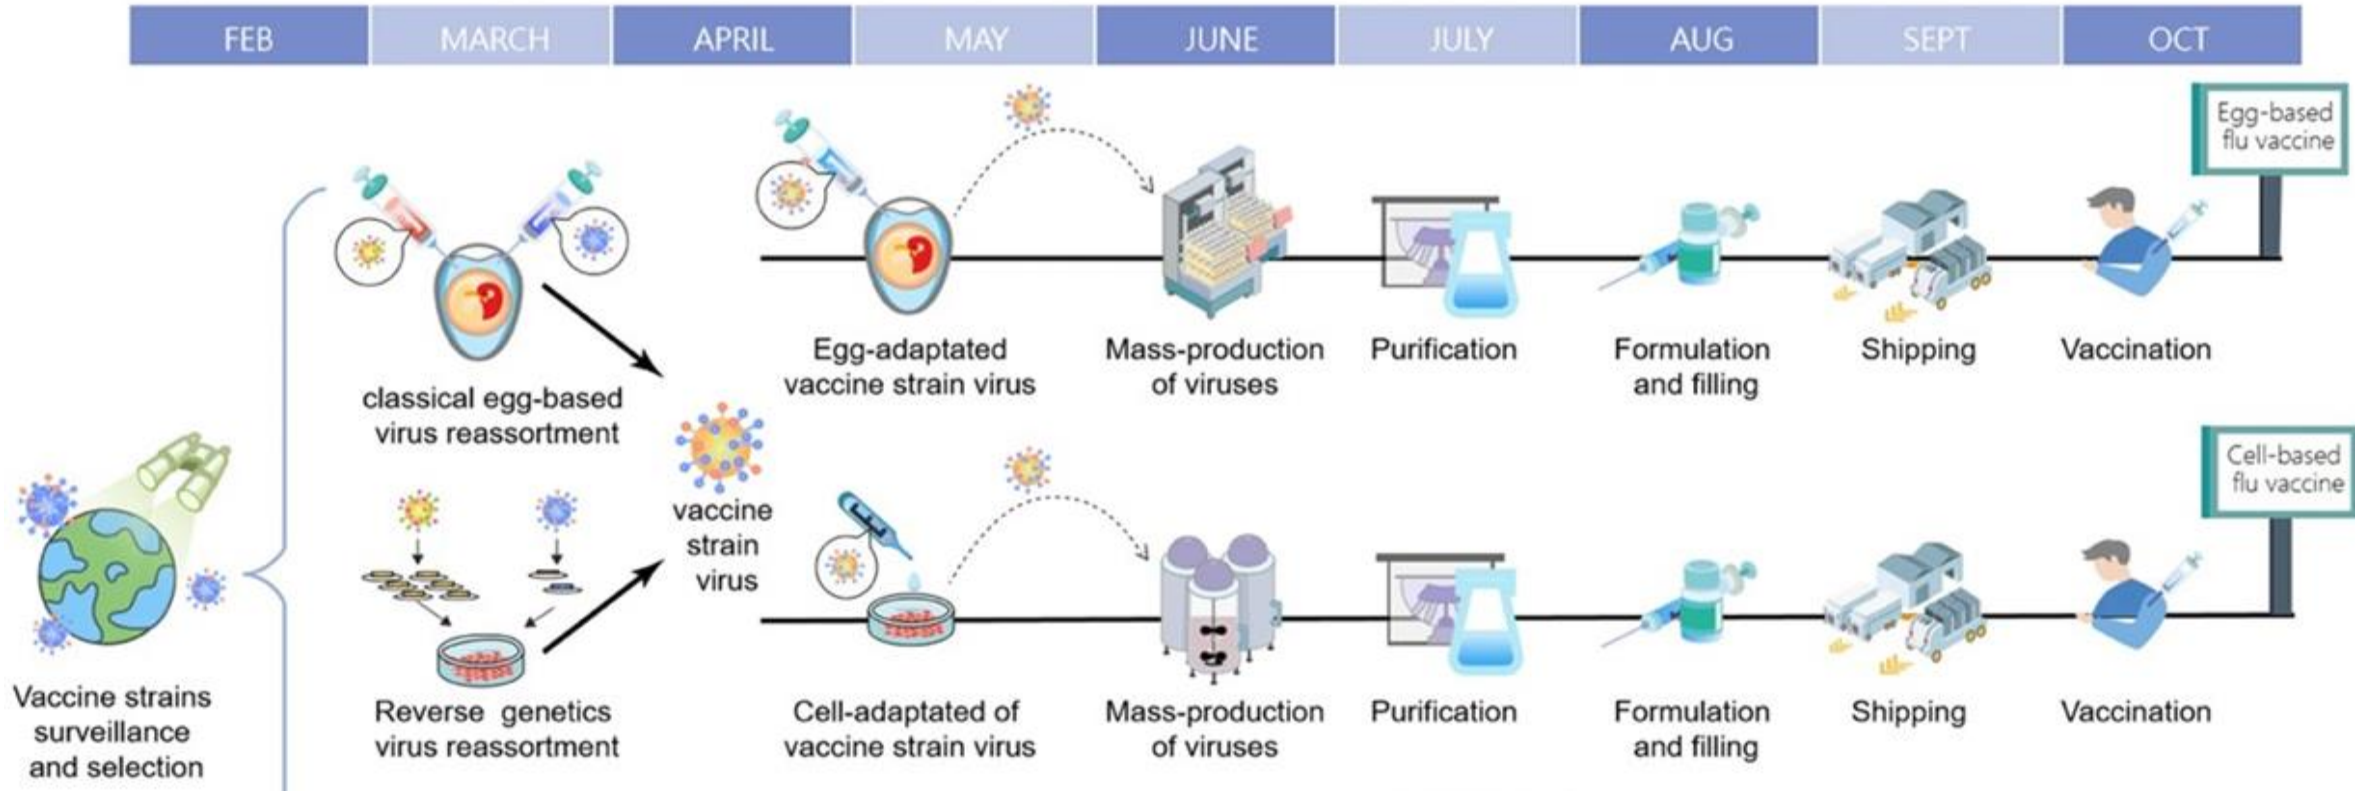 FEB
MARCH
APRIL
MAY
JUNE
JULY
AUG
SEPT
OCT
Egg-based
flu vaccine
classical egg-based
virus reassortment
Egg-adaptated
vaccine strain virus
Mass-production
of viruses
Purification
Formulation
and filling
Shipping
Vaccination
vaccine
strain
virus
Cell-based
flu vaccine
Vaccine strains
surveillance
and selection
Reverse genetics
virus reassortment
Cell-adaptated of
vaccine strain virus
Mass-production
of viruses
Purification
Formulation
and filling
Shipping
Vaccination